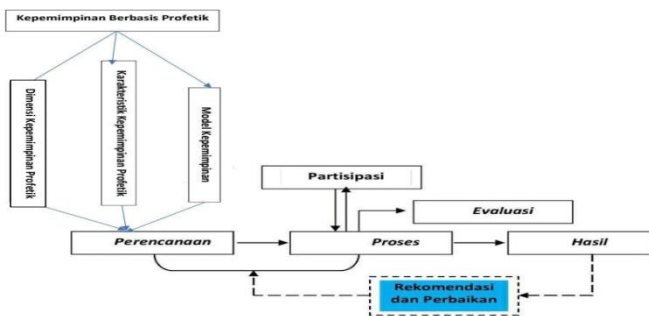 Kepemimpinan Berbasis Profetik
Dimensi Kepemimpinan Profetik
Karakteristik Kepemimpinan Profetik
Model Kepemimpinan
Partisipasi
Evaluasi
Perencanaan
Proses
Hasil
Rekomendasi
dan Perbaikan